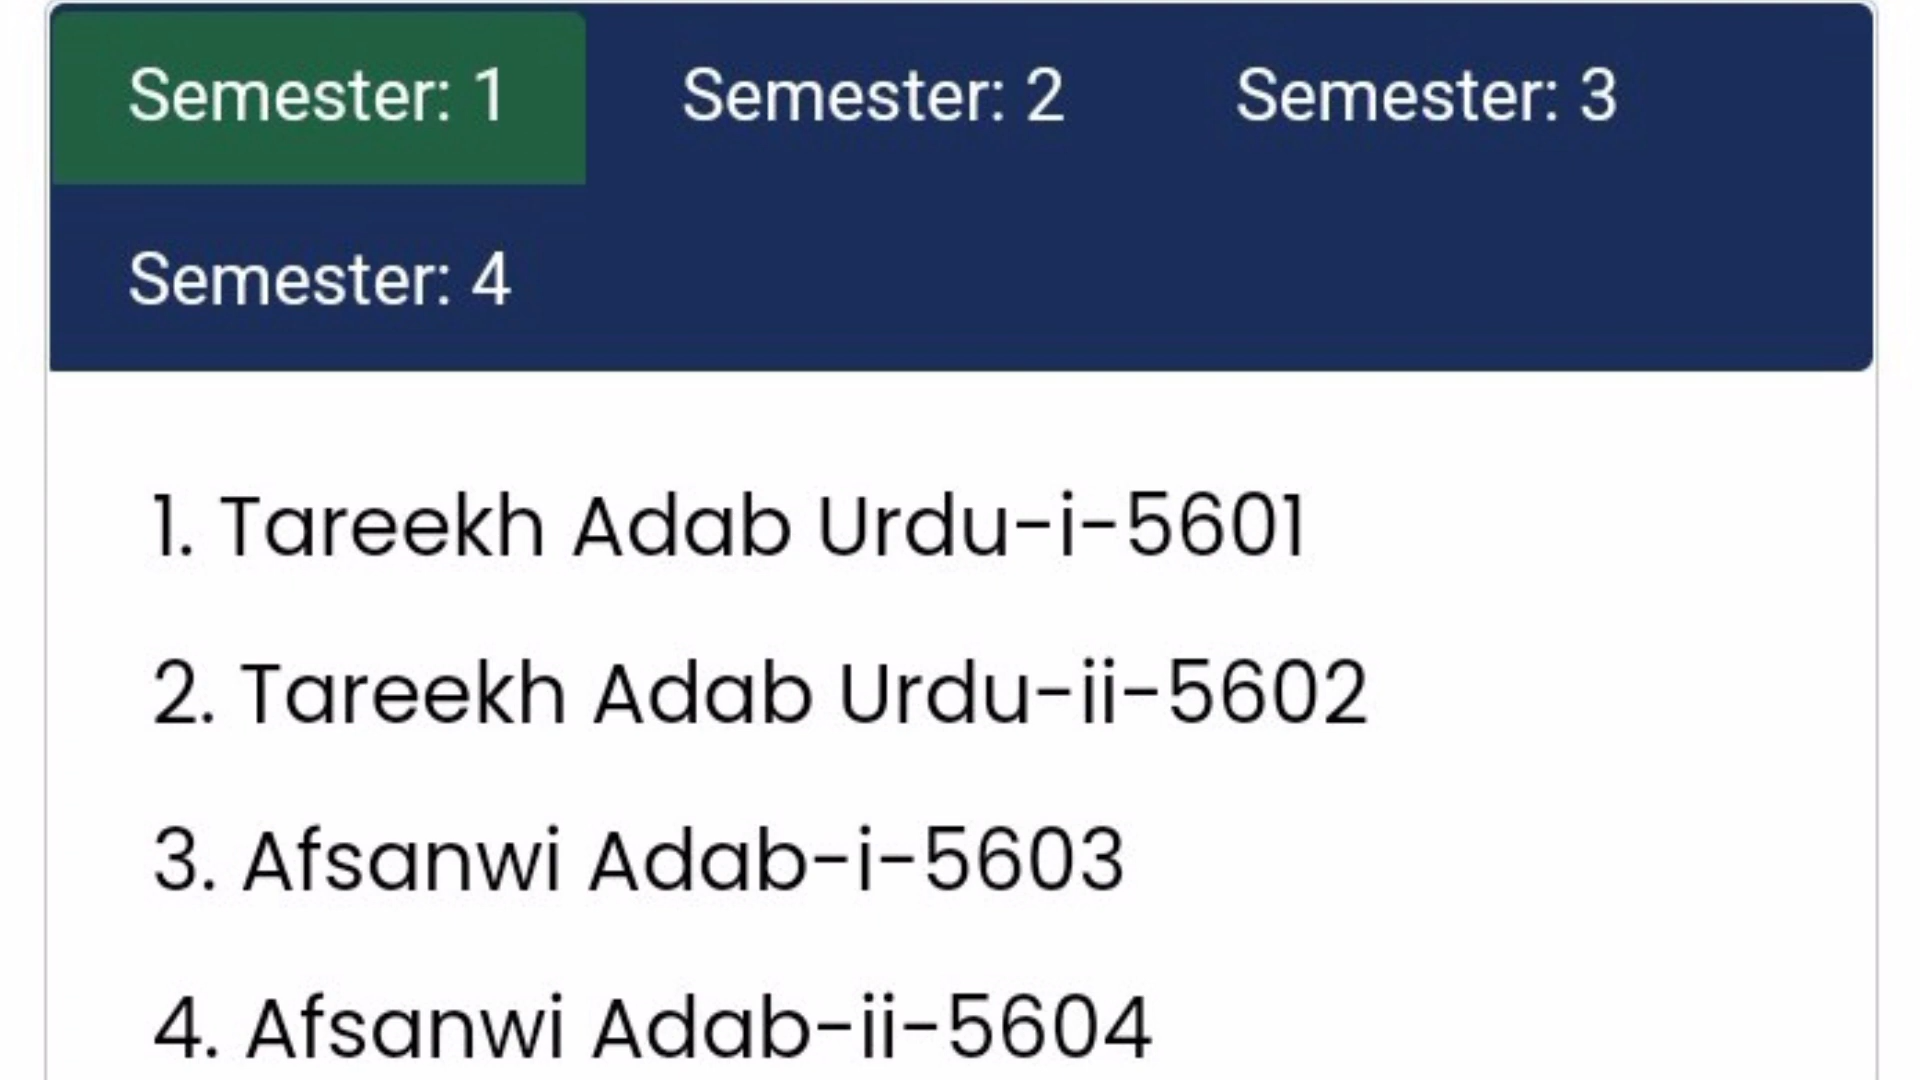 Semester: 1 Semester: 2 Semester: 3
Semester: 4
1. Tareekh Adab Urdu-i-5601
2. Tareekh Adab Urdu-ii-5602
3. Afsanwi Adab-i-5603
4. Afsanwi Adab-ii-5604